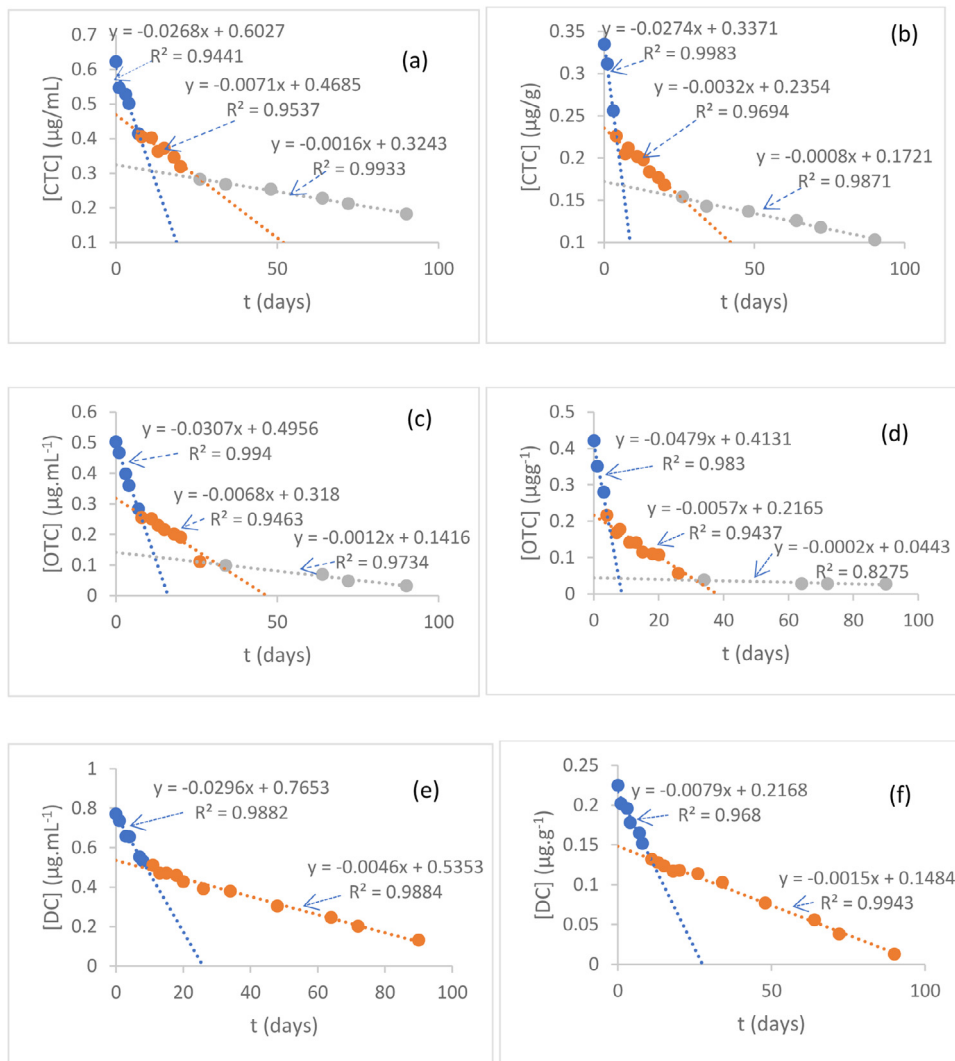 (a)
y = -0.0268x + 0.6027
R² = 0.9441
y = -0.0071x + 0.4685
R² = 0.9537
y = -0.0016x + 0.3243
R² = 0.9933
[CTC] (µg/mL)
0.7
0.6
0.5
0.4
0.3
0.2
0.1
0 50 100
t (days)
(b)
y = -0.0274x + 0.3371
R² = 0.9983
y = -0.0032x + 0.2354
R² = 0.9694
y = -0.0008x + 0.1721
R² = 0.9871
[CTC] (µg/g)
0.35
0.3
0.25
0.2
0.15
0.1
0 50 100
t (days)
(c)
y = -0.0307x + 0.4956
R² = 0.994
y = -0.0068x + 0.318
R² = 0.9463
y = -0.0012x + 0.1416
R² = 0.9734
[OTC] (µg.mL⁻¹)
0.6
0.5
0.4
0.3
0.2
0.1
0
0 50 100
t (days)
(d)
y = -0.0479x + 0.4131
R² = 0.983
y = -0.0057x + 0.2165
R² = 0.9437
y = -0.0002x + 0.0443
R² = 0.8275
[OTC] (µgg⁻¹)
0.5
0.4
0.3
0.2
0.1
0
0 20 40 60 80 100
t (days)
(e)
y = -0.0296x + 0.7653
R² = 0.9882
y = -0.0046x + 0.5353
R² = 0.9884
[DC] (µg.mL⁻¹)
1
0.8
0.6
0.4
0.2
0
0 20 40 60 80 100
t (days)
(f)
y = -0.0079x + 0.2168
R² = 0.968
y = -0.0015x + 0.1484
R² = 0.9943
[DC] (µg.g⁻¹)
0.25
0.2
0.15
0.1
0.05
0
0 50 100
t (days)